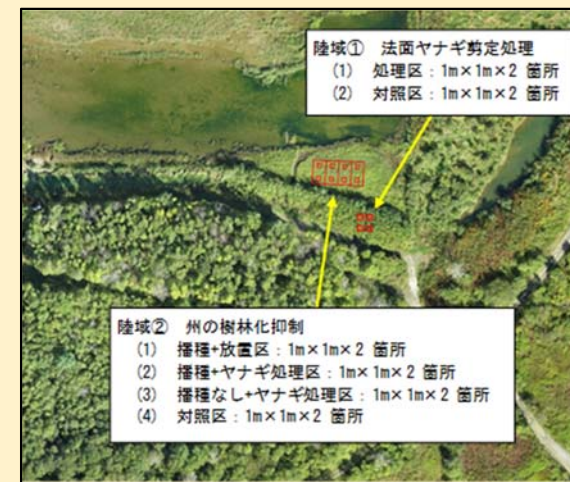 陸域① 法面ヤナギ剪定処理
(1) 処理区：1m×1m×2 箇所
(2) 対照区：1m×1m×2 箇所
陸域② 州の樹林化抑制
(1) 播種+放置区：1m×1m×2 箇所
(2) 播種+ヤナギ処理区：1m×1m×2 箇所
(3) 播種なし+ヤナギ処理区：1m×1m×2 箇所
(4) 対照区：1m×1m×2 箇所